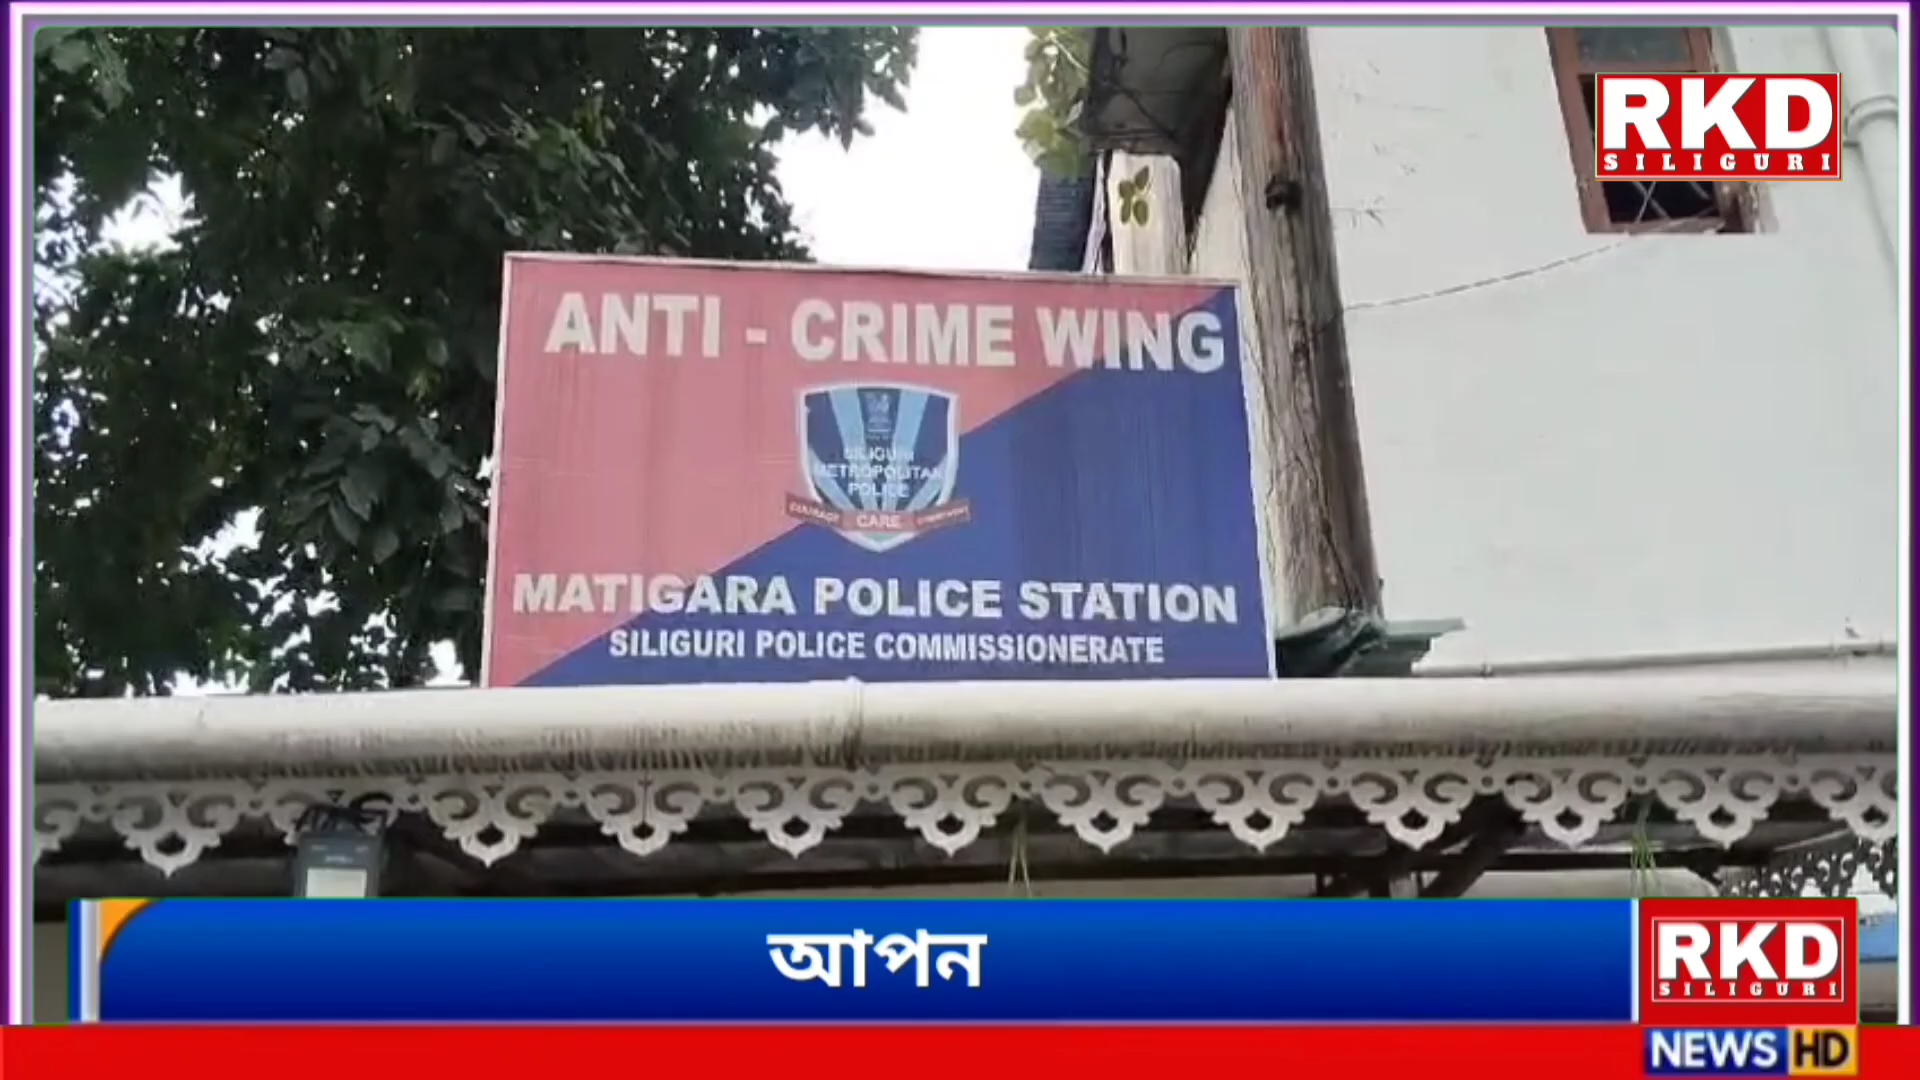 RKD
SILIGURI
ANTI - CRIME WING
SILIGURI
METROPOLITAN
POLICE
COURAGE CARE COMMITMENT
MATIGARA POLICE STATION
SILIGURI POLICE COMMISSIONERATE
আপন
RKD
SILIGURI
NEWS HD